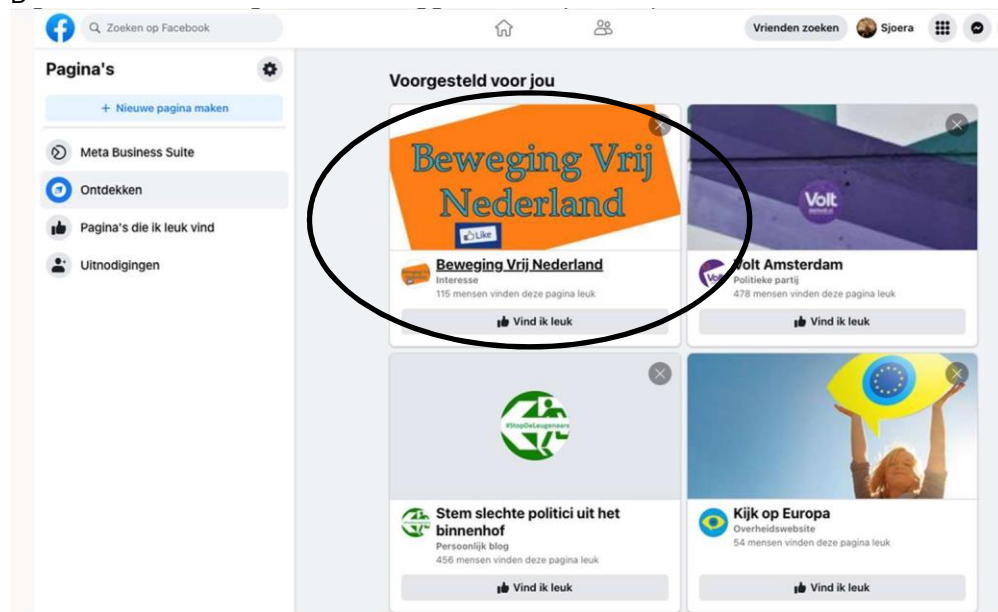 Zoeken op Facebook
Vrienden zoeken
Sjoera
Pagina's
+ Nieuwe pagina maken
Meta Business Suite
Ontdekken
Pagina's die ik leuk vind
Uitnodigingen
Voorgesteld voor jou
Beweging Vrij
Nederland
Like
Beweging Vrij Nederland
Interesse
115 mensen vinden deze pagina leuk
Vind ik leuk
Volt
Volt Amsterdam
Politieke partij
478 mensen vinden deze pagina leuk
Vind ik leuk
#StopDeLeugenaars
Stem slechte politici uit het
binnenhof
Persoonlijk blog
456 mensen vinden deze pagina leuk
Vind ik leuk
Kijk op Europa
Overheidswebsite
54 mensen vinden deze pagina leuk
Vind ik leuk